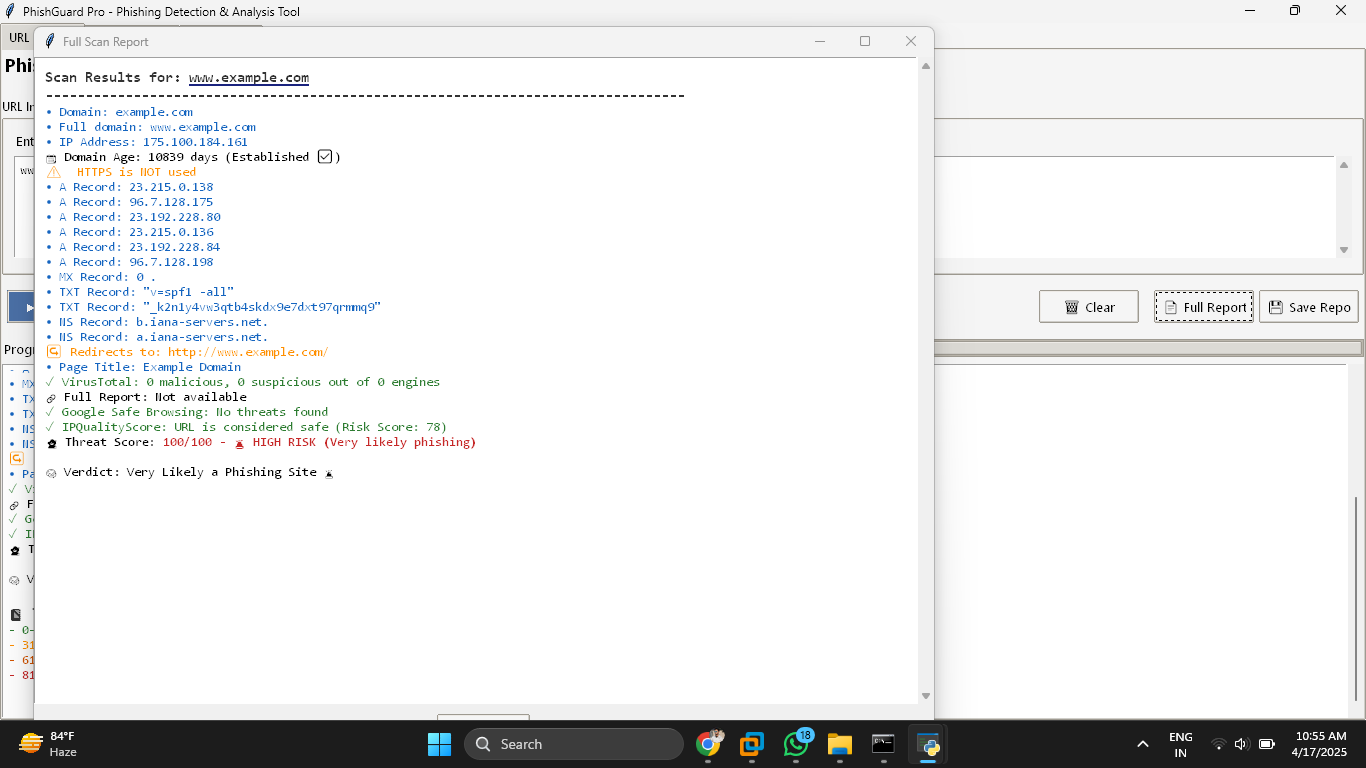 PhishGuard Pro - Phishing Detection & Analysis Tool
URL
Full Scan Report
Phi
Scan Results for: www.example.com
--------------------------------------------------------------------------------
• Domain: example.com
URL In
• Full domain: www.example.com
• IP Address: 175.100.184.161
Ent
Domain Age: 10839 days (Established ☑)
⚠ HTTPS is NOT used
ww
• A Record: 23.215.0.138
• A Record: 96.7.128.175
• A Record: 23.192.228.80
• A Record: 23.215.0.136
• A Record: 23.192.228.84
• A Record: 96.7.128.198
• MX Record: 0 .
• TXT Record: "v=spf1 -all"
• TXT Record: "_k2n1y4vw3qtb4skdx9e7dxt97qrmmq9"
Clear
Full Report
Save Repo
• NS Record: b.iana-servers.net.
• NS Record: a.iana-servers.net.
Progr
Redirects to: http://www.example.com/
• Page Title: Example Domain
✓ VirusTotal: 0 malicious, 0 suspicious out of 0 engines
• MX
Full Report: Not available
• TX
✓ Google Safe Browsing: No threats found
• TX
✓ IPQualityScore: URL is considered safe (Risk Score: 78)
• NS
Threat Score: 100/100 - HIGH RISK (Very likely phishing)
• NS
Verdict: Very Likely a Phishing Site
• Pa
✓ V
F
✓ Go
✓ I
T
V
- 0-
- 31
- 61
- 81
84°F
Haze
Search
18
ENG
IN
10:55 AM
4/17/2025